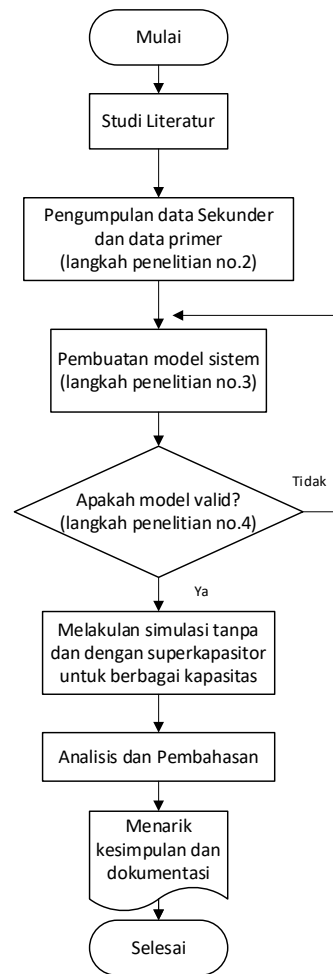 Mulai
Studi Literatur
Pengumpulan data Sekunder
dan data primer
(langkah penelitian no.2)
Pembuatan model sistem
(langkah penelitian no.3)
Apakah model valid?
(langkah penelitian no.4)
Tidak
Ya
Melakulan simulasi tanpa
dan dengan superkapasitor
untuk berbagai kapasitas
Analisis dan Pembahasan
Menarik
kesimpulan dan
dokumentasi
Selesai